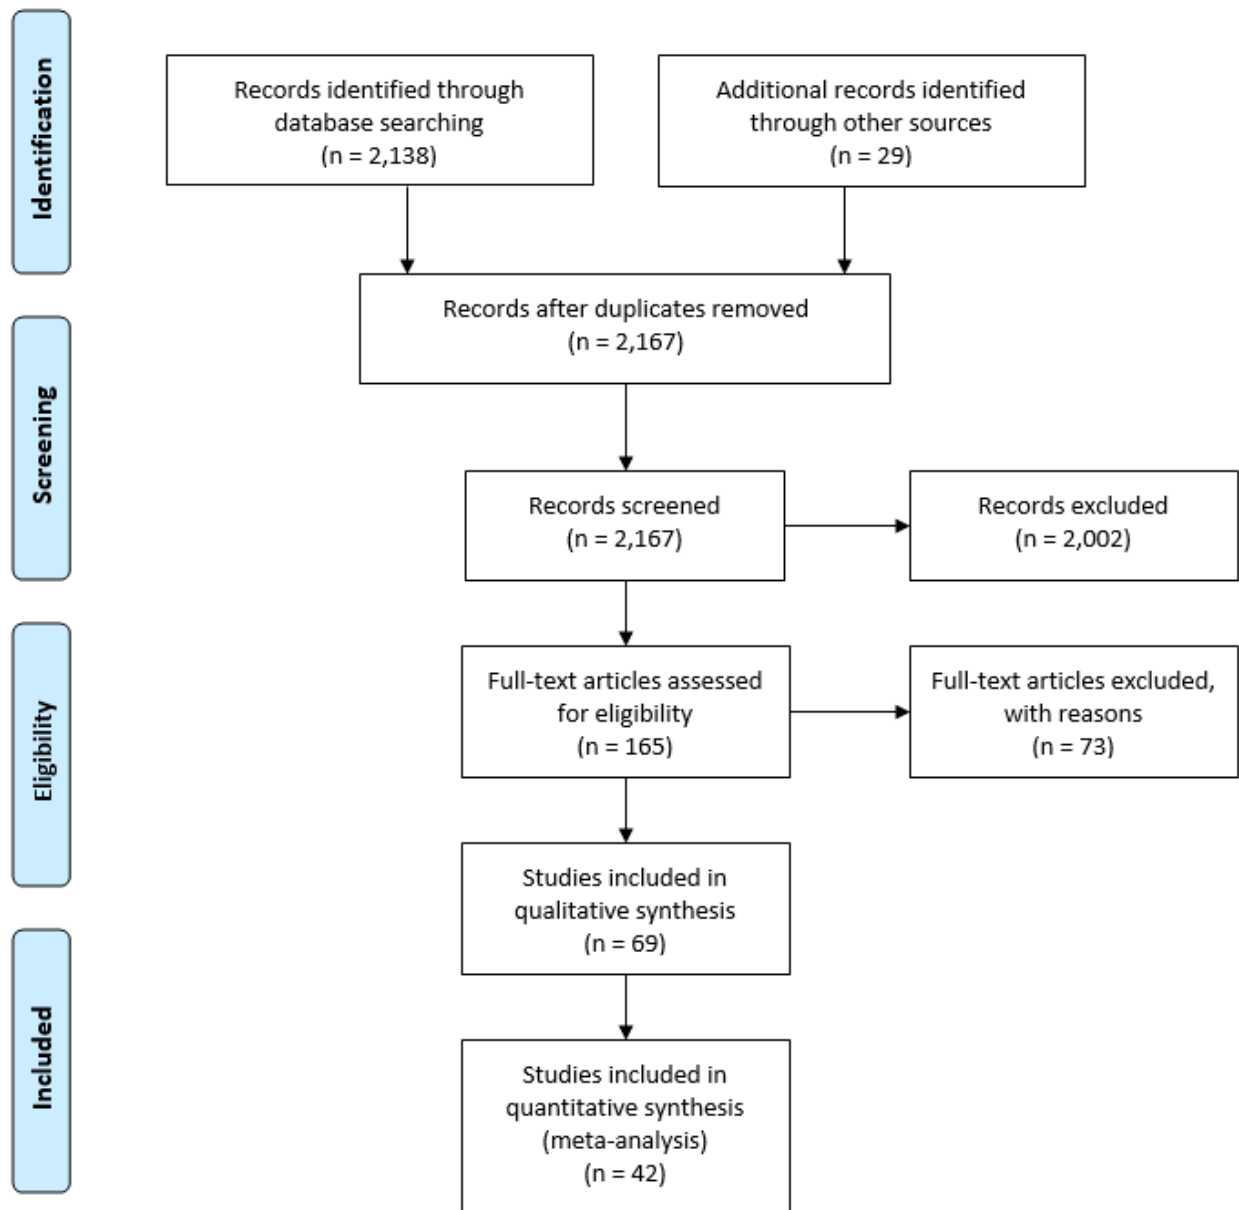 Identification
Records identified through
database searching
(n = 2,138)
Additional records identified
through other sources
(n = 29)
Records after duplicates removed
(n = 2,167)
Screening
Records screened
(n = 2,167)
Records excluded
(n = 2,002)
Eligibility
Full-text articles assessed
for eligibility
(n = 165)
Full-text articles excluded,
with reasons
(n = 73)
Studies included in
qualitative synthesis
(n = 69)
Included
Studies included in
quantitative synthesis
(meta-analysis)
(n = 42)